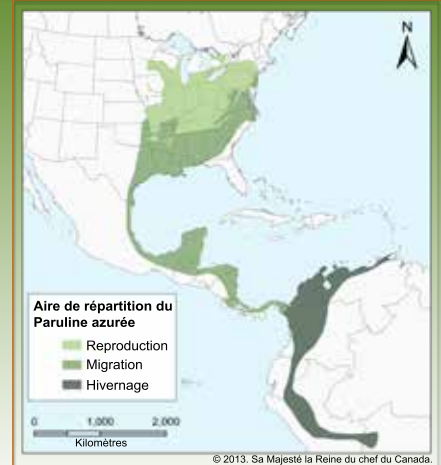 N
Aire de répartition du
Paruline azurée
Reproduction
Migration
Hivernage
0 1,000 2,000
Kilomètres
© 2013. Sa Majesté la Reine du chef du Canada.